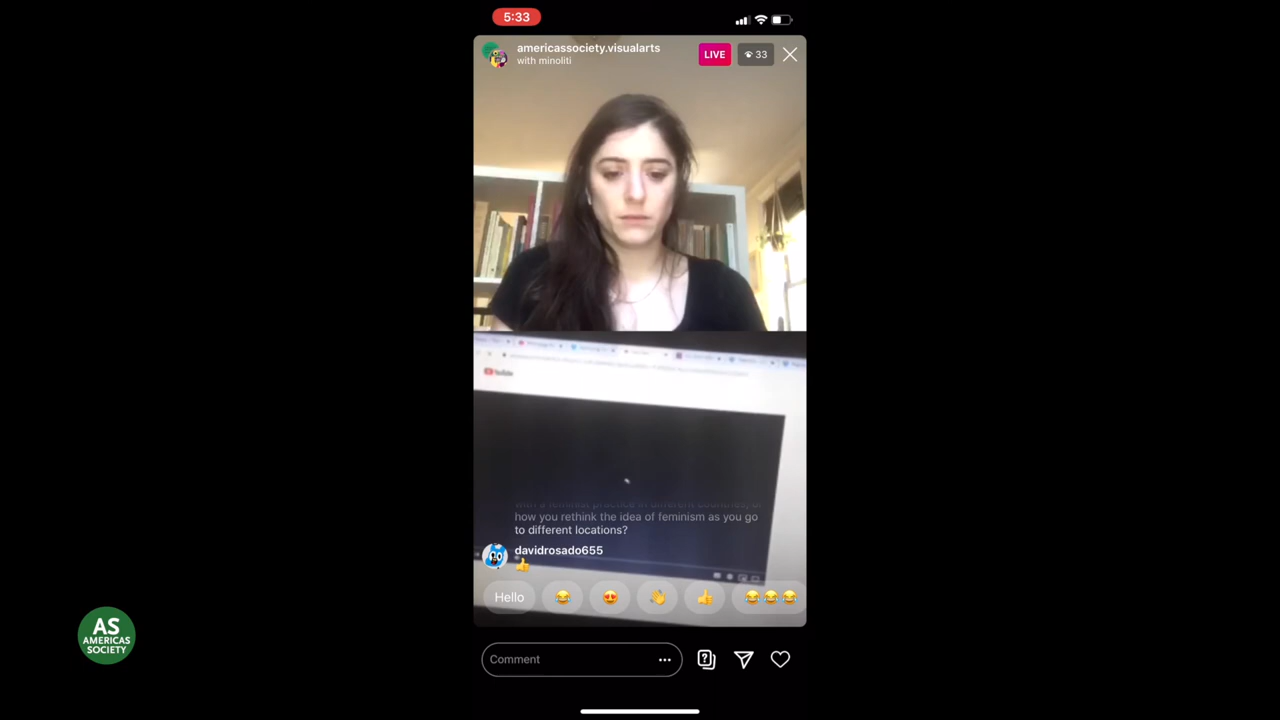 5:33
americassociety.visualarts
with minoliti
LIVE
33
YouTube
how you rethink the idea of feminism as you go
to different locations?
davidrosado655
Hello
Comment
AS
AMERICAS
SOCIETY